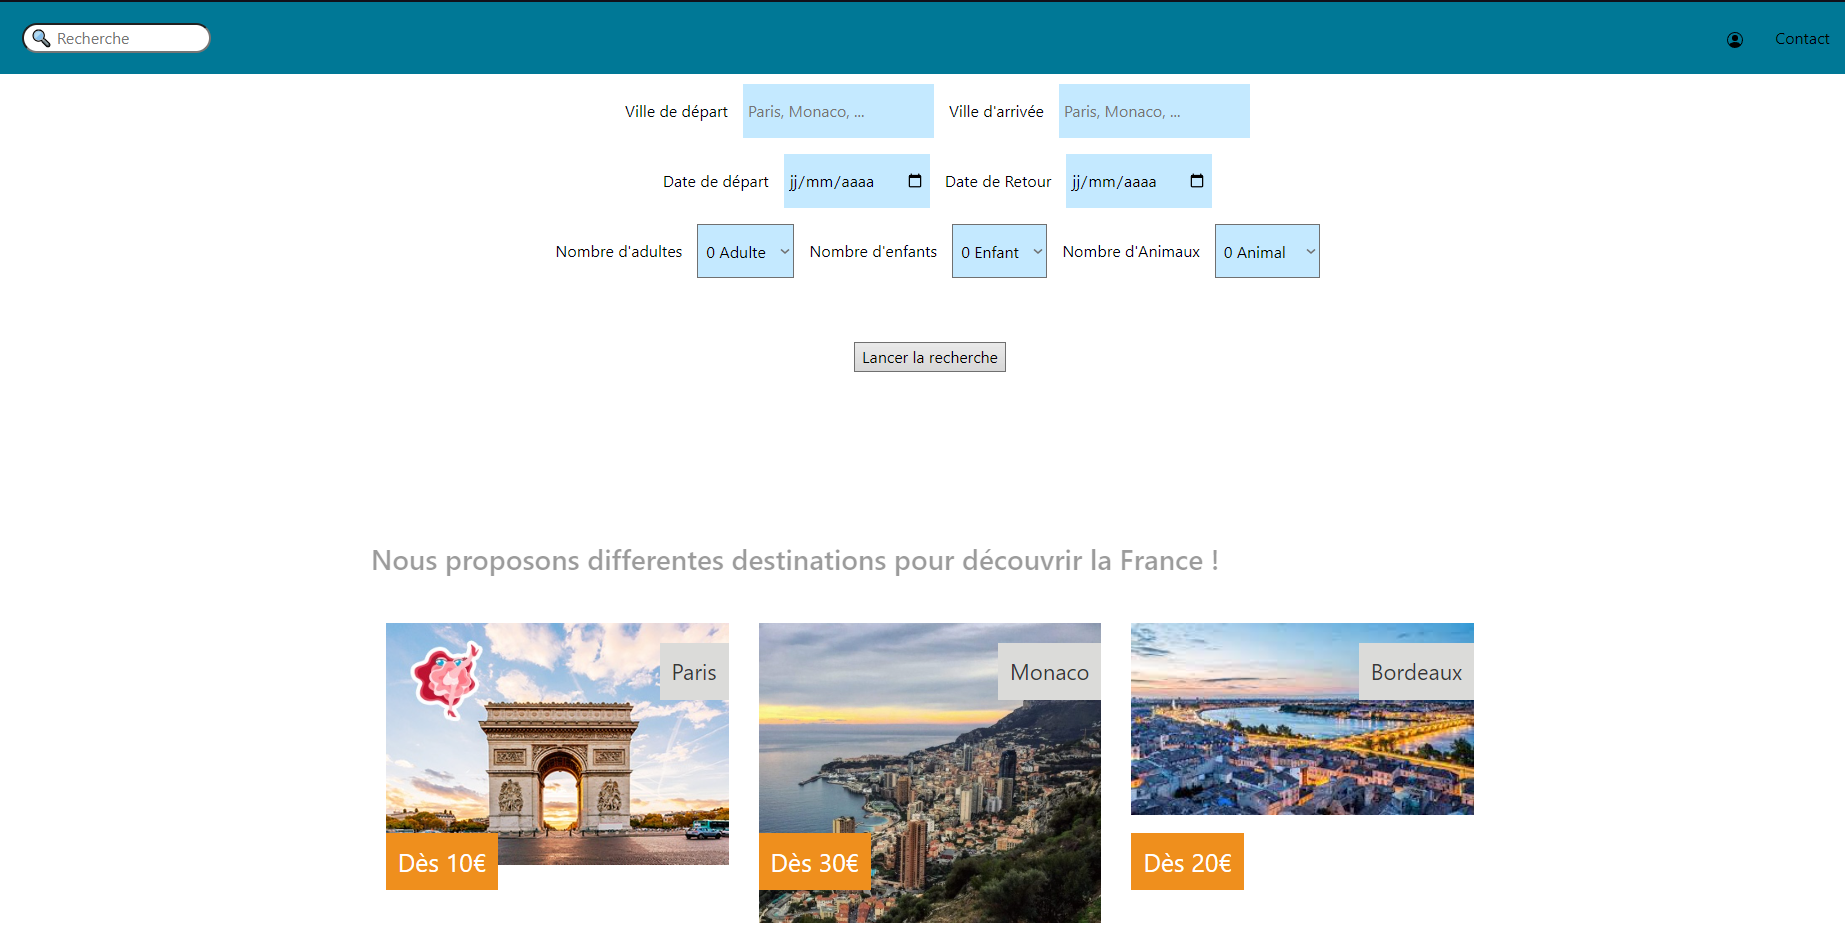 Recherche
Contact
Ville de départ Paris, Monaco, ... Ville d'arrivée Paris, Monaco, ...
Date de départ jj/mm/aaaa Date de Retour jj/mm/aaaa
Nombre d'adultes 0 Adulte Nombre d'enfants 0 Enfant Nombre d'Animaux 0 Animal
Lancer la recherche
Nous proposons differentes destinations pour découvrir la France !
Paris
Monaco
Bordeaux
Dès 10€
Dès 30€
Dès 20€